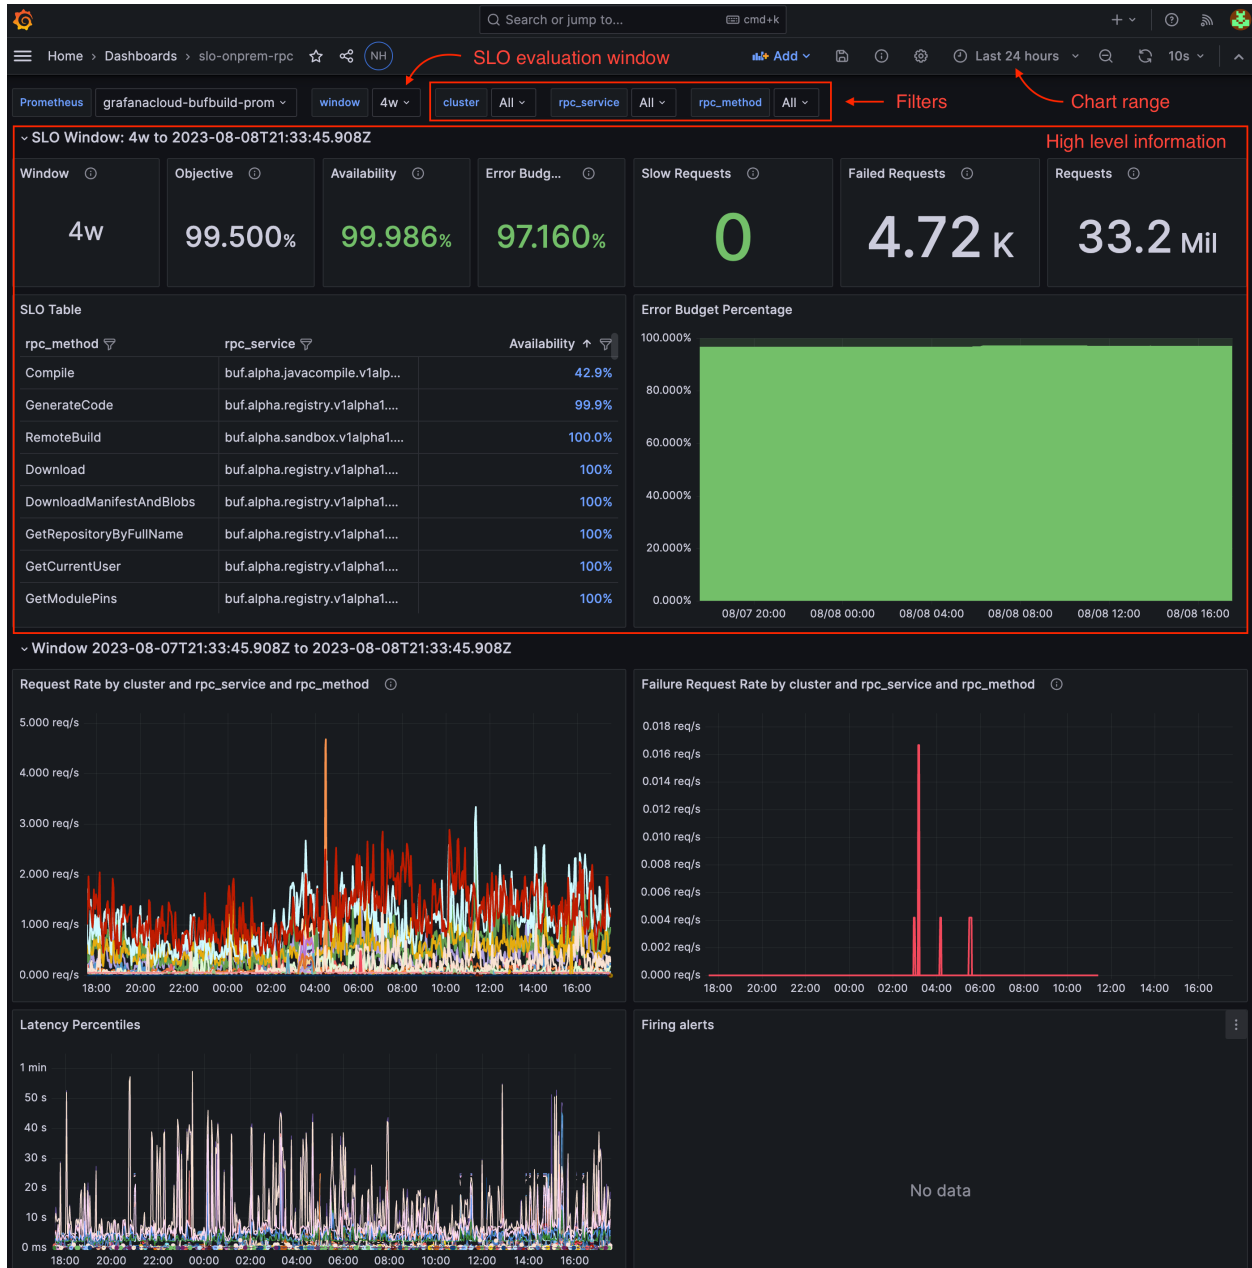 Search or jump to... cmd+k
Home › Dashboards › slo-onprem-rpc NH SLO evaluation window Add Last 24 hours 10s
Prometheus grafanacloud-bufbuild-prom window 4w cluster All rpc_service All rpc_method All Filters Chart range
SLO Window: 4w to 2023-08-08T21:33:45.908Z High level information
Window Objective Availability Error Budg... Slow Requests Failed Requests Requests
4w 99.500% 99.986% 97.160% 0 4.72 K 33.2 Mil
SLO Table
rpc_method rpc_service Availability
Compile buf.alpha.javacompile.v1alp... 42.9%
GenerateCode buf.alpha.registry.v1alpha1.... 99.9%
RemoteBuild buf.alpha.sandbox.v1alpha1.... 100.0%
Download buf.alpha.registry.v1alpha1.... 100%
DownloadManifestAndBlobs buf.alpha.registry.v1alpha1.... 100%
GetRepositoryByFullName buf.alpha.registry.v1alpha1.... 100%
GetCurrentUser buf.alpha.registry.v1alpha1.... 100%
GetModulePins buf.alpha.registry.v1alpha1.... 100%
Error Budget Percentage
100.000%
80.000%
60.000%
40.000%
20.000%
0.000%
08/07 20:00 08/08 00:00 08/08 04:00 08/08 08:00 08/08 12:00 08/08 16:00
Window 2023-08-07T21:33:45.908Z to 2023-08-08T21:33:45.908Z
Request Rate by cluster and rpc_service and rpc_method
5.000 req/s
4.000 req/s
3.000 req/s
2.000 req/s
1.000 req/s
0.000 req/s
18:00 20:00 22:00 00:00 02:00 04:00 06:00 08:00 10:00 12:00 14:00 16:00
Failure Request Rate by cluster and rpc_service and rpc_method
0.018 req/s
0.016 req/s
0.014 req/s
0.012 req/s
0.010 req/s
0.008 req/s
0.006 req/s
0.004 req/s
0.002 req/s
0.000 req/s
18:00 20:00 22:00 00:00 02:00 04:00 06:00 08:00 10:00 12:00 14:00 16:00
Latency Percentiles
1 min
50 s
40 s
30 s
20 s
10 s
0 ms
18:00 20:00 22:00 00:00 02:00 04:00 06:00 08:00 10:00 12:00 14:00 16:00
Firing alerts
No data